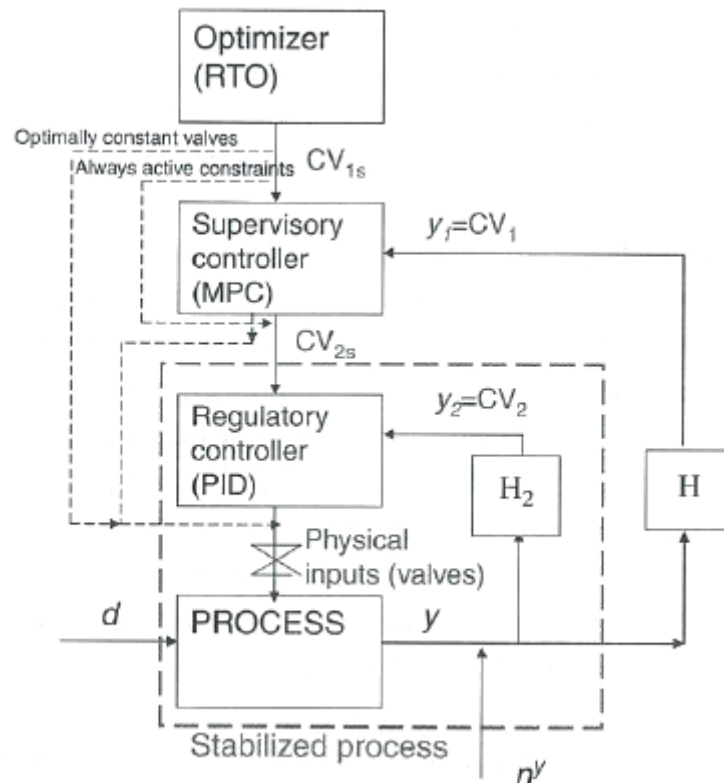 Optimizer
(RTO)
Optimally constant valves
Always active constraints
CV1s
Supervisory
controller
(MPC)
y1=CV1
CV2s
Regulatory
controller
(PID)
y2=CV2
H2
H
Physical
inputs (valves)
PROCESS
d
y
Stabilized process
n^y